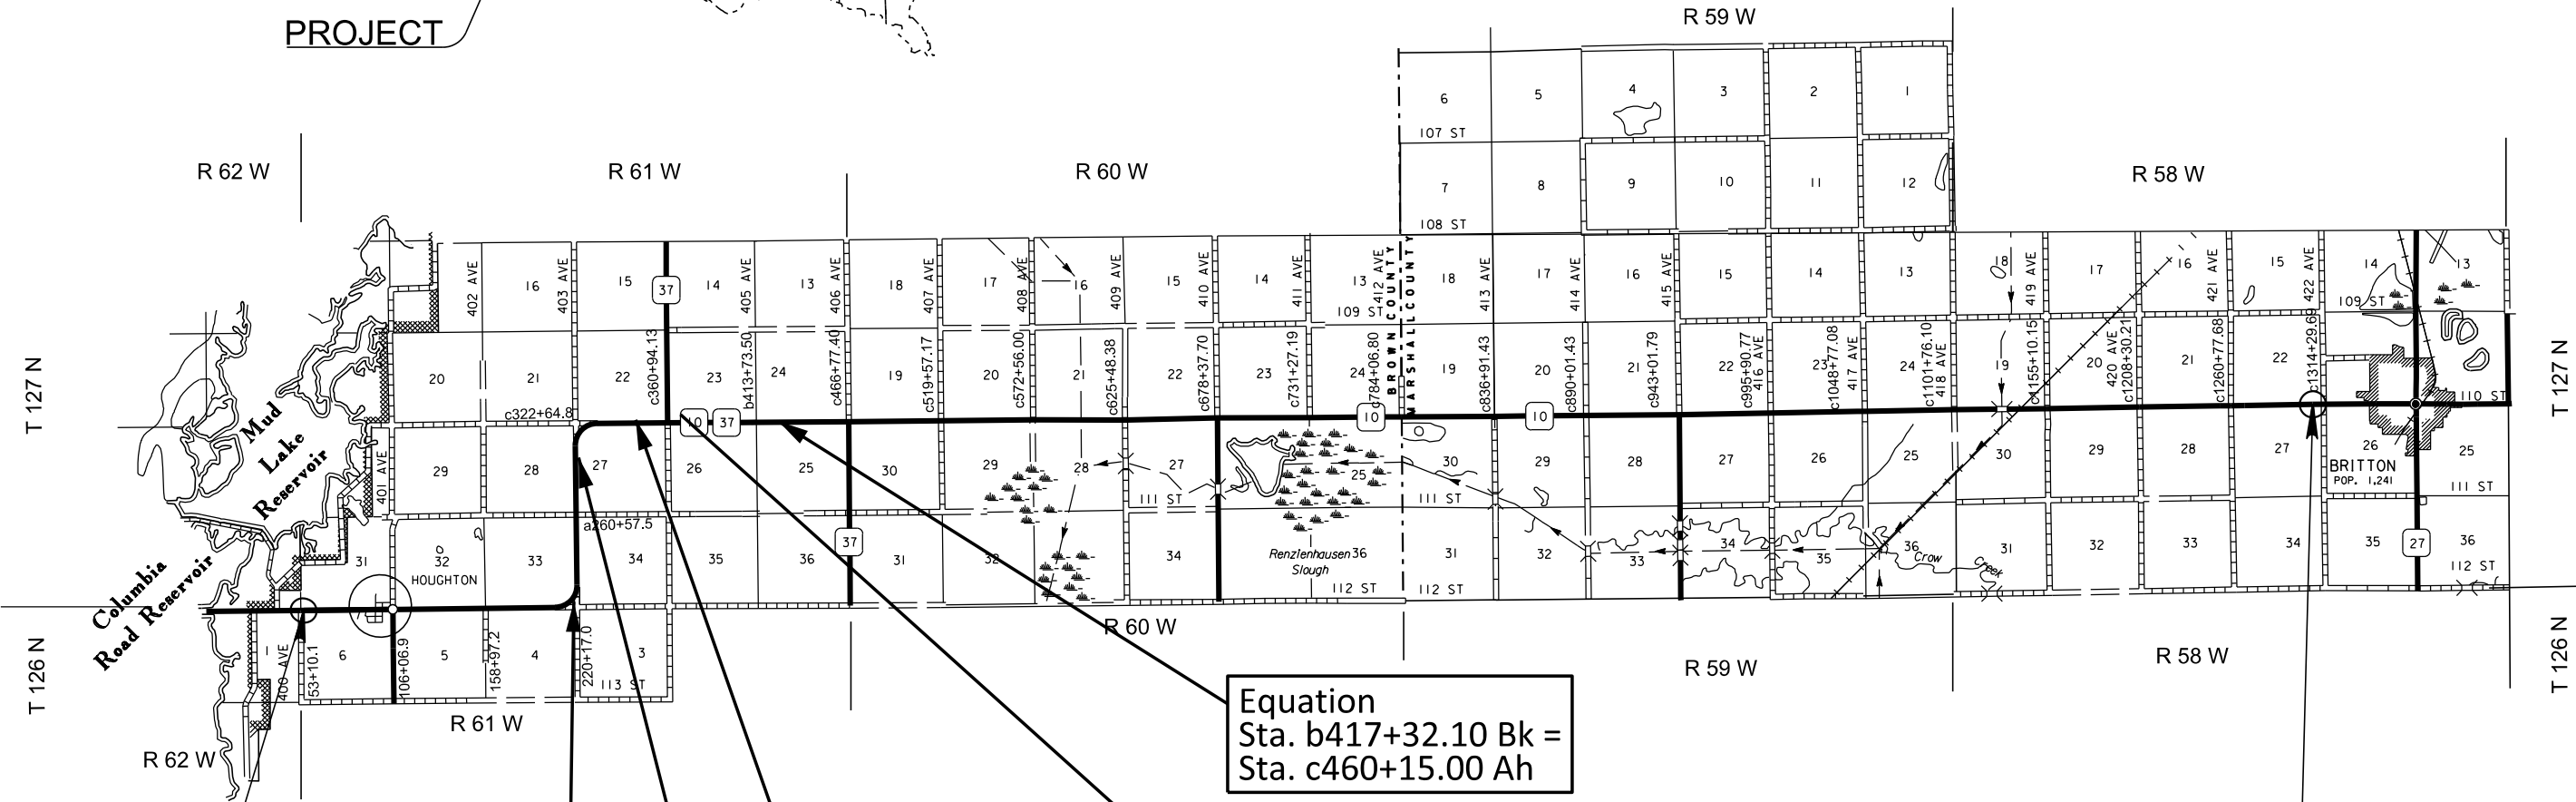 PROJECT
R 59 W
R 62 W
R 61 W
R 60 W
R 58 W
6 5 4 3 2 1
107 ST
7 8 9 10 11 12
108 ST
16 15 14 13 18 17 16 15 14 13 18 17 16 15 14 13 18 17 16 15 14 13
37
402 AVE
403 AVE
405 AVE
406 AVE
407 AVE
408 AVE
409 AVE
410 AVE
411 AVE
412 AVE
413 AVE
414 AVE
415 AVE
419 AVE
421 AVE
422 AVE
109 ST
109 ST
BROWN COUNTY
MARSHALL COUNTY
T 127 N
T 127 N
20 21 22 23 24 19 20 21 22 23 24 19 20 21 22 23 24 19 20 21 22
c322+64.8
c360+94.13
b413+73.50
c466+77.40
c519+57.17
c572+56.00
c625+48.38
c678+37.70
c731+27.19
c784+06.80
c836+91.43
c890+01.43
c943+01.79
c995+90.77
416 AVE
c1048+77.08
417 AVE
c1101+76.10
418 AVE
c1155+10.15
420 AVE
c1208+30.21
c1260+77.68
c1314+29.69
110 ST
10 37
10
10
Mud
Lake
Reservoir
401 AVE
29 28 27 26 25 30 29 28 27 25 30 29 28 27 26 25 30 29 28 27 26 25
BRITTON
POP. 1,241
111 ST
111 ST
111 ST
a260+57.5
Columbia
Road Reservoir
31 32 33 34 35 36 31 32 34 36 31 32 33 34 35 36 31 32 33 34 35 36
HOUGHTON
37
27
Renzienhausen
Slough
Crow
Creek
112 ST
112 ST
112 ST
R 60 W
T 126 N
T 126 N
1 6 5 4 3
400 AVE
53+10.1
106+06.9
158+97.2
220+17.0
113 ST
R 59 W
R 58 W
R 61 W
R 62 W
Equation
Sta. b417+32.10 Bk =
Sta. c460+15.00 Ah